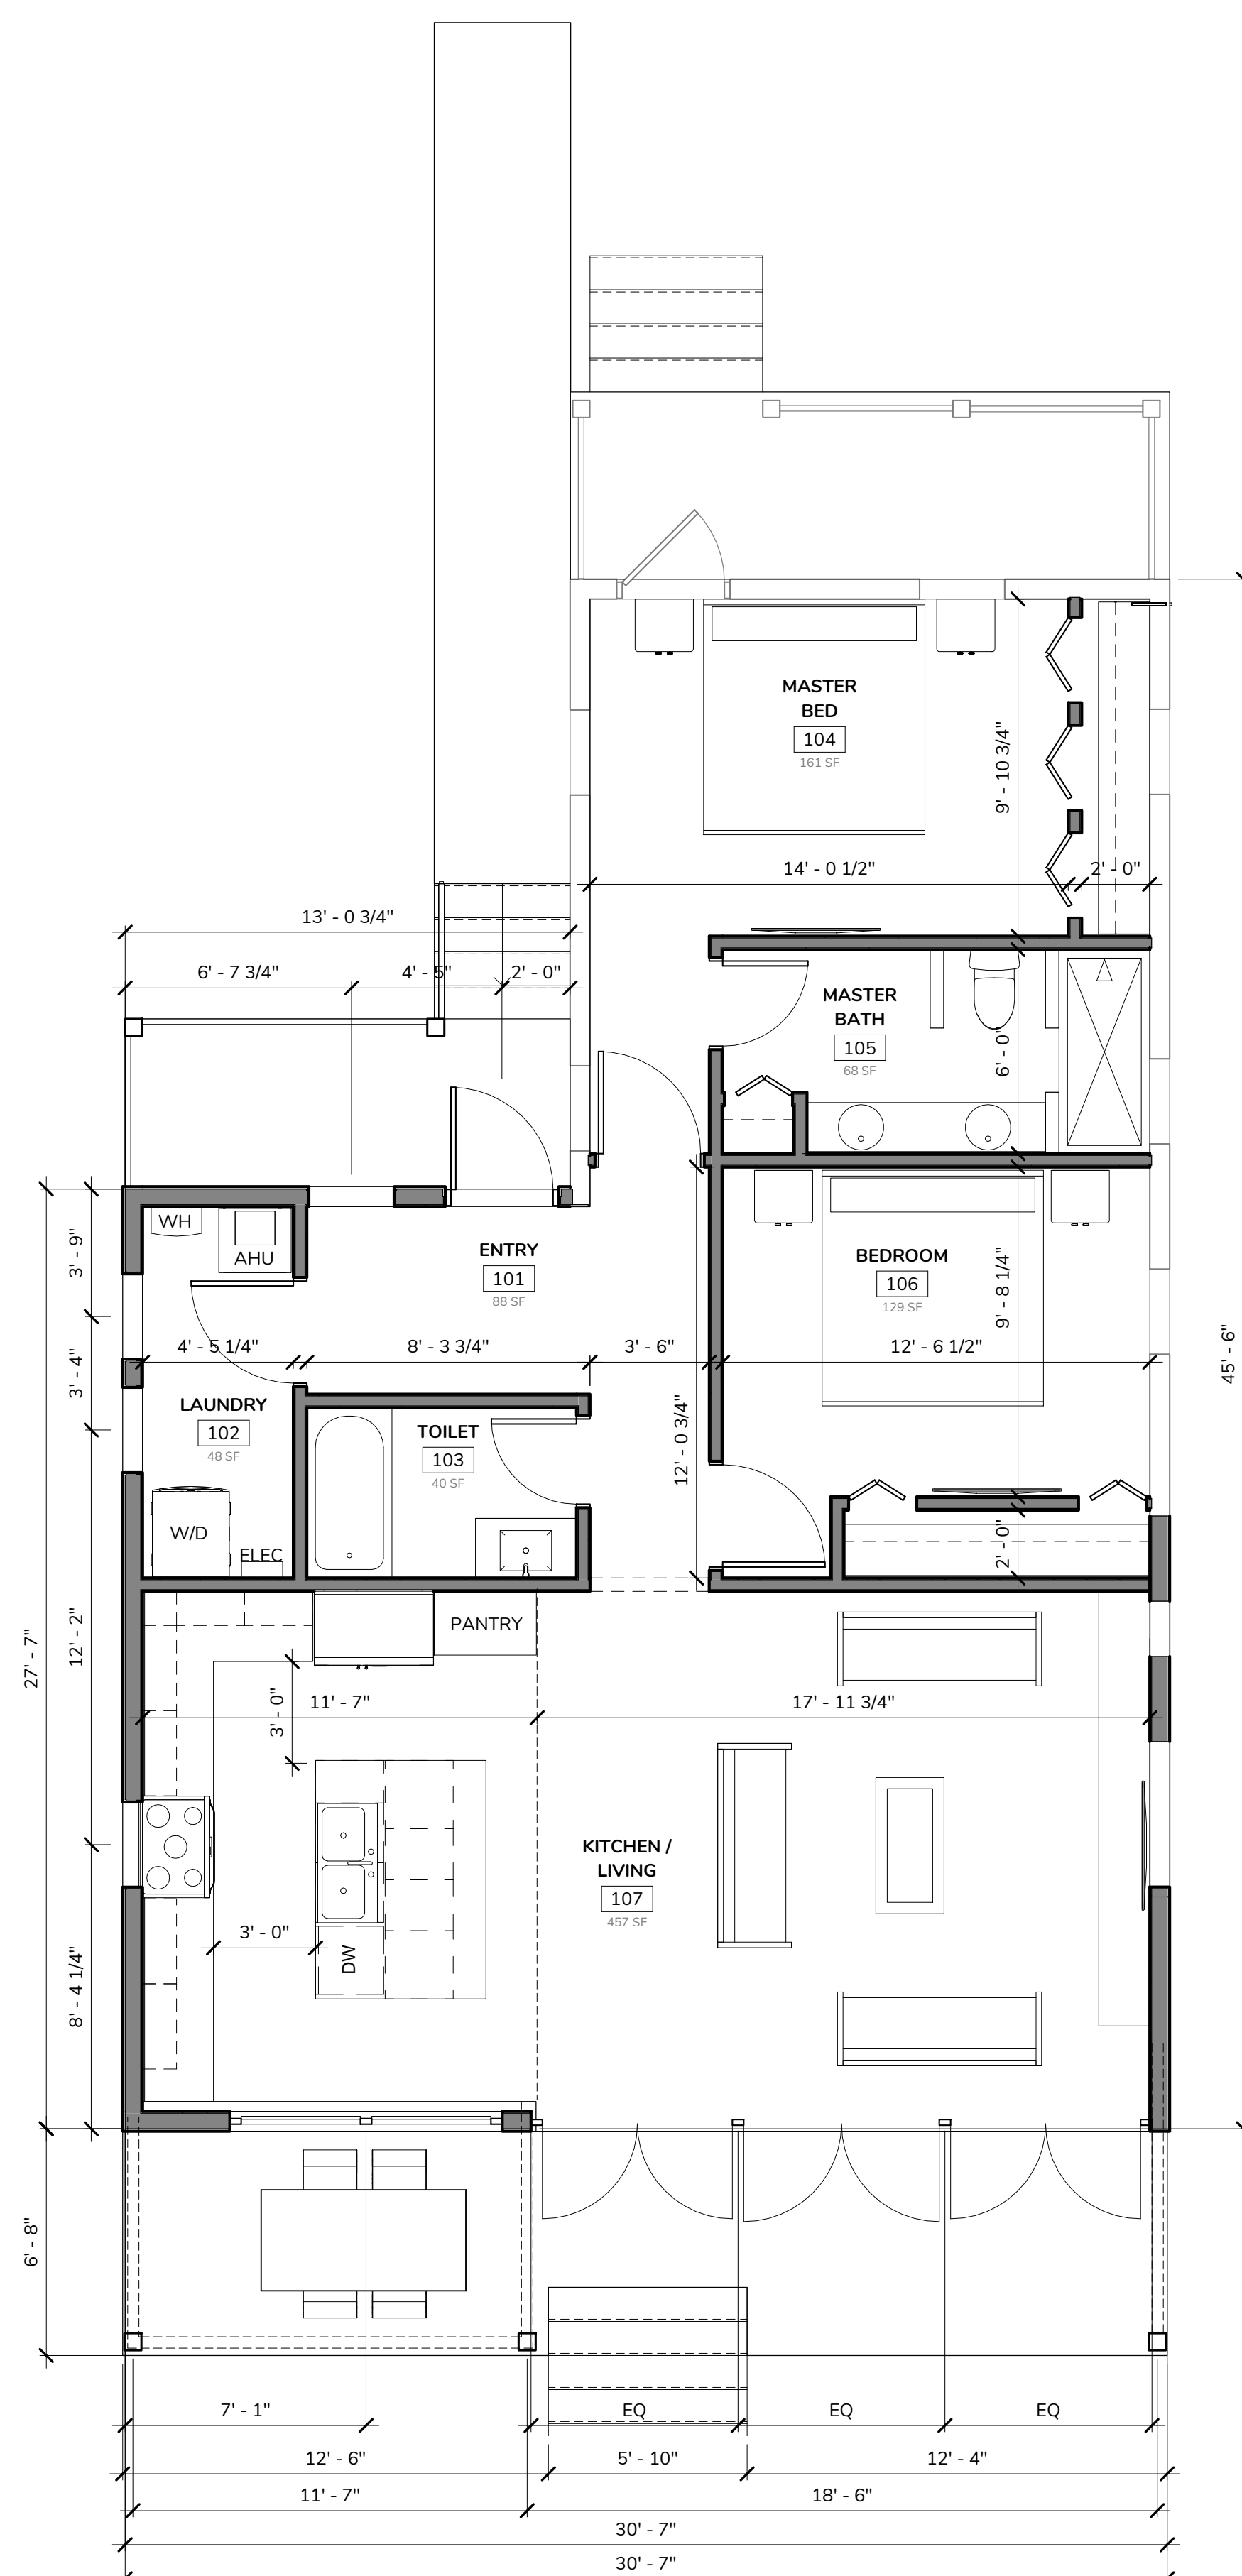 MASTER
BED
104
161 SF
9' - 10 3/4"
14' - 0 1/2"
2' - 0"
13' - 0 3/4"
6' - 7 3/4"
4' - 5"
2' - 0"
MASTER
BATH
105
68 SF
6' - 0"
WH
AHU
ENTRY
101
88 SF
BEDROOM
106
129 SF
9' - 8 1/4"
3' - 9"
3' - 4"
4' - 5 1/4"
8' - 3 3/4"
3' - 6"
12' - 6 1/2"
45' - 6"
LAUNDRY
102
48 SF
TOILET
103
40 SF
12' - 0 3/4"
W/D
ELEC
2' - 0"
PANTRY
27' - 7"
12' - 2"
3' - 0"
11' - 7"
17' - 11 3/4"
KITCHEN /
LIVING
107
457 SF
3' - 0"
DW
8' - 4 1/4"
6' - 8"
7' - 1"
EQ
EQ
EQ
12' - 6"
5' - 10"
12' - 4"
11' - 7"
18' - 6"
30' - 7"
30' - 7"